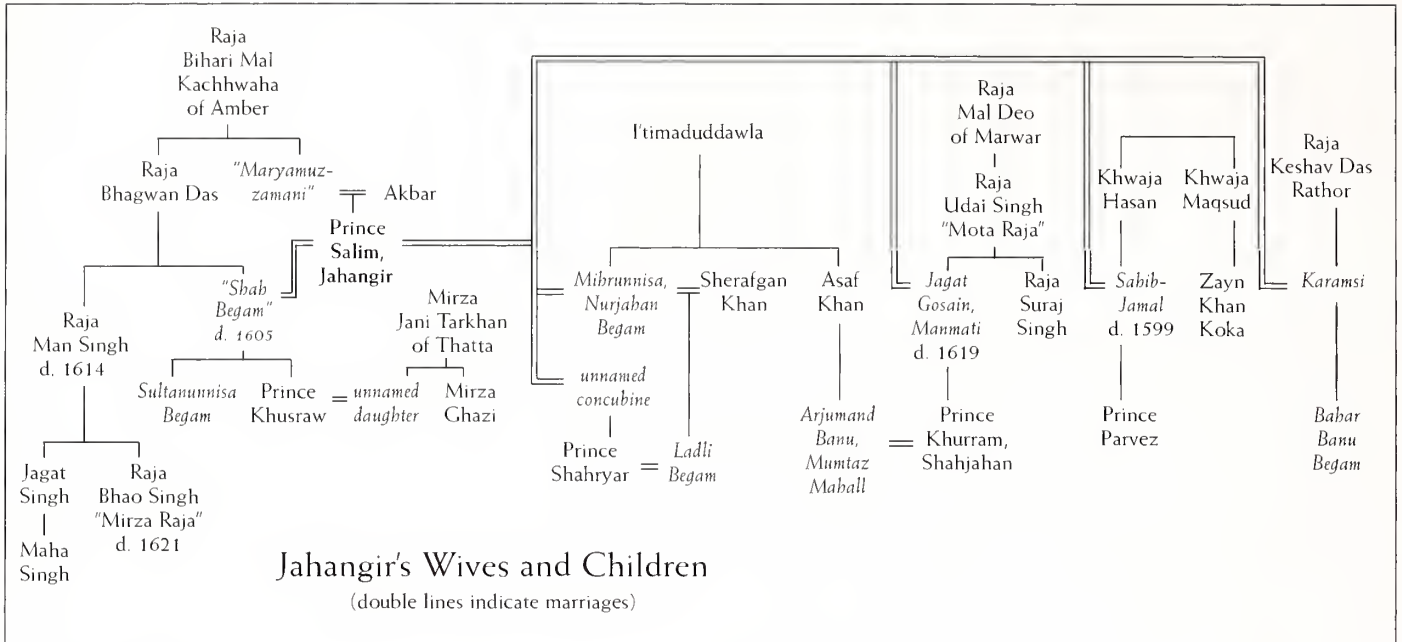 Raja
Bihari Mal
Kachhwaha
of Amber
Raja
Bhagwan Das
"Maryamuz-
zamani"
Akbar
Prince
Salim,
Jahangir
"Shah
Begam"
d. 1605
Raja
Man Singh
d. 1614
Sultanunnisa
Begam
Prince
Khusraw
unnamed
daughter
Mirza
Jani Tarkhan
of Thatta
Mirza
Ghazi
Jagat
Singh
Maha
Singh
Raja
Bhao Singh
"Mirza Raja"
d. 1621
I'timaduddawla
Mihrunnisa,
Nurjahan
Begam
Sherafgan
Khan
Asaf
Khan
unnamed
concubine
Prince
Shahryar
Ladli
Begam
Arjumand
Banu,
Mumtaz
Mahall
Raja
Mal Deo
of Marwar
Raja
Udai Singh
"Mota Raja"
Jagat
Gosain,
Manmati
d. 1619
Raja
Suraj
Singh
Prince
Khurram,
Shahjahan
Khwaja
Hasan
Khwaja
Maqsud
Sahib-
Jamal
d. 1599
Zayn
Khan
Koka
Prince
Parvez
Raja
Keshav Das
Rathor
Karamsi
Bahar
Banu
Begam
Jahangir's Wives and Children
(double lines indicate marriages)